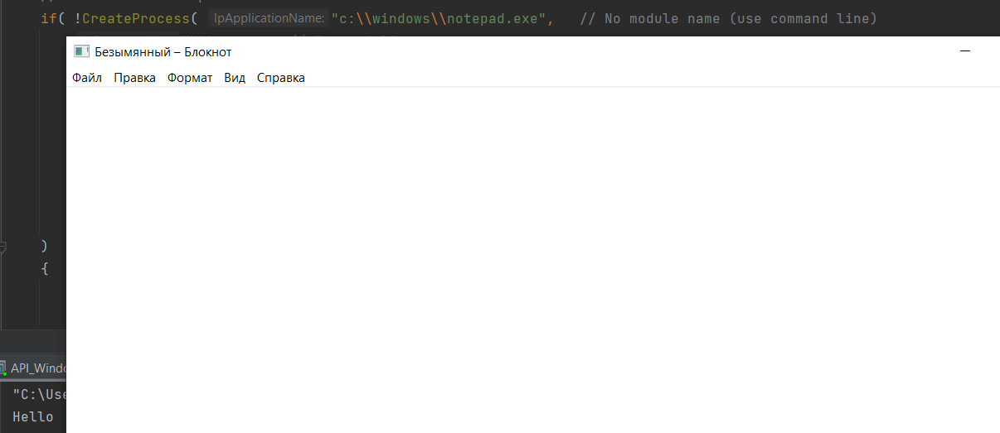 if( !CreateProcess( lpApplicationName: "c:\\windows\\notepad.exe", // No module name (use command line)
Безымянный – Блокнот
Файл Правка Формат Вид Справка
)
{
API_Windo
"C:\Use
Hello